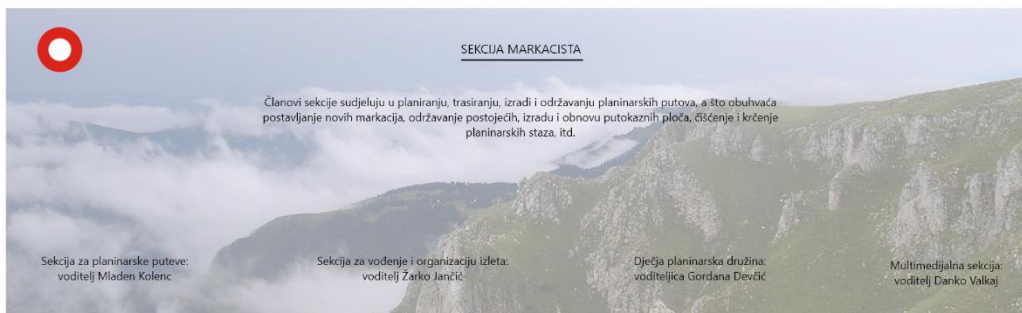 SEKCIJA MARKACISTA
Članovi sekcije sudjeluju u planiranju, trasiranju, izradi i održavanju planinarskih putova, a što obuhvaća
postavljanje novih markacija, održavanje postojećih, izradu i obnovu putokaznih ploča, čišćenje i krčenje
planinarskih staza, itd.
Sekcija za planinarske puteve:
voditelj Mladen Kolenc
Sekcija za vođenje i organizaciju izleta:
voditelj Žarko Jančić
Dječja planinarska družina:
voditeljica Gordana Devčić
Multimedijalna sekcija:
voditelj Danko Valkaj